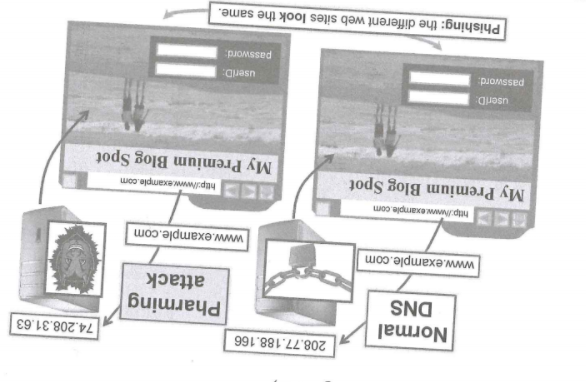 208.77.188.166
Normal
DNS
www.example.com
http://www.example.com
My Premium Blog Spot
userID:
password:
74.208.31.63
Pharming
attack
www.example.com
http://www.example.com
My Premium Blog Spot
userID:
password:
Phishing: the different web sites look the same.